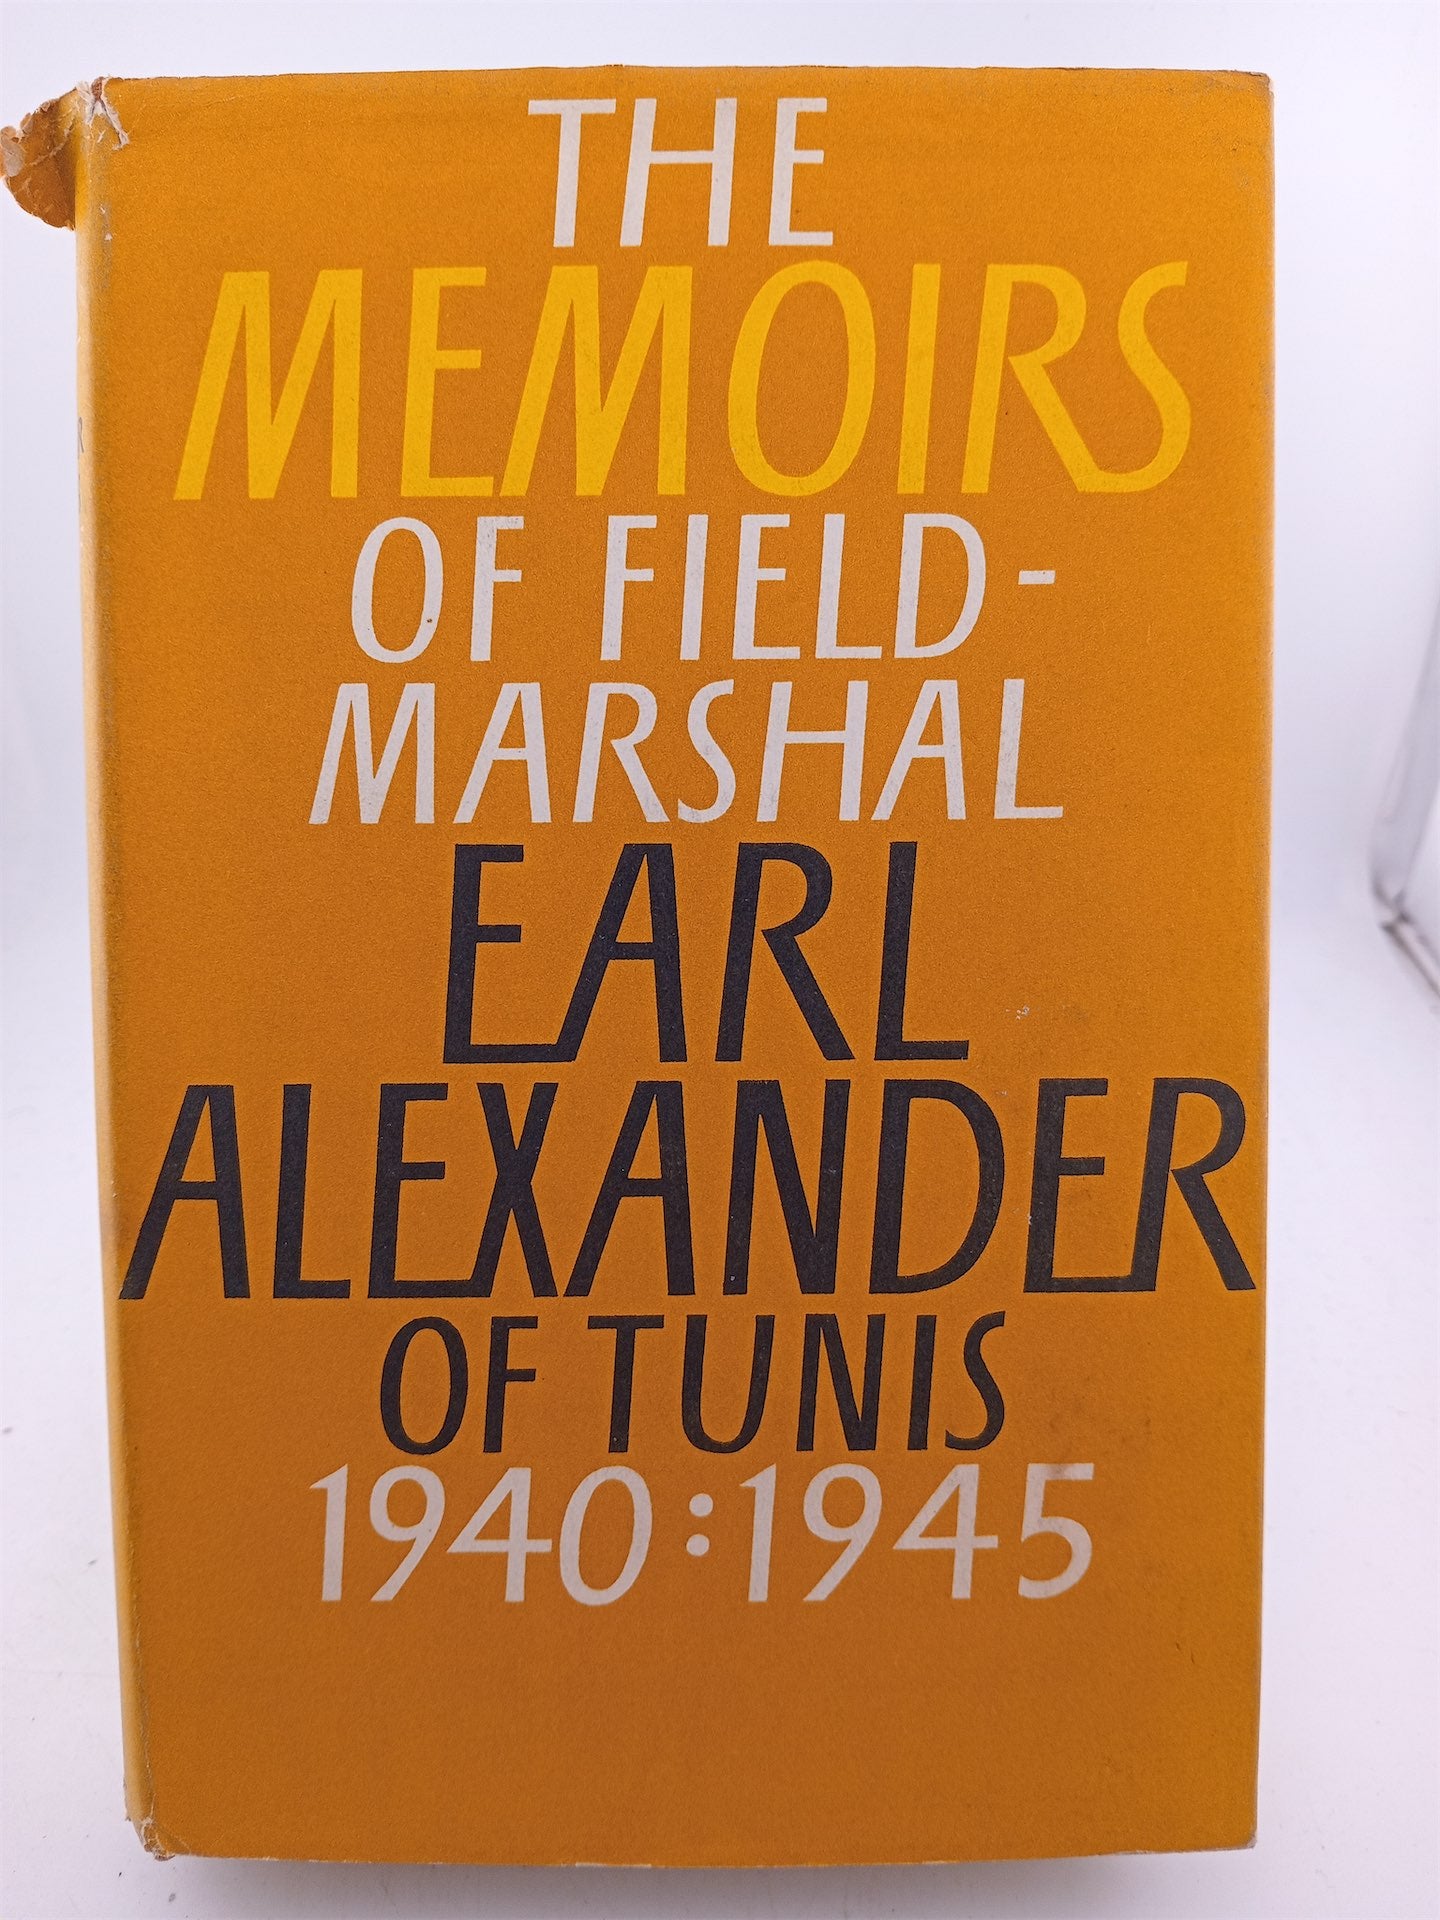 THE
MEMOIRS
OF FIELD-
MARSHAL
EARL
ALEXANDER
OF TUNIS
1940:1945